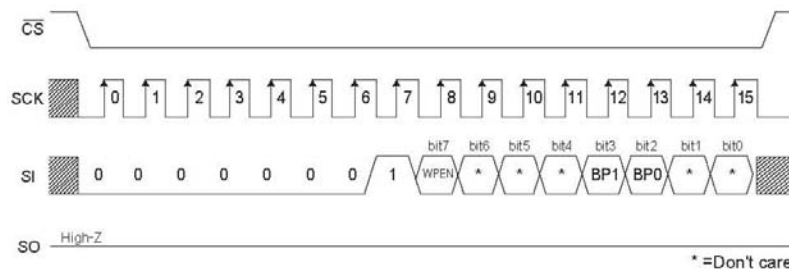 CS
SCK 0 1 2 3 4 5 6 7 8 9 10 11 12 13 14 15
bit7 bit6 bit5 bit4 bit3 bit2 bit1 bit0
SI 0 0 0 0 0 0 0 1 WPEN * * * BP1 BP0 * *
High-Z
SO
* =Don't care